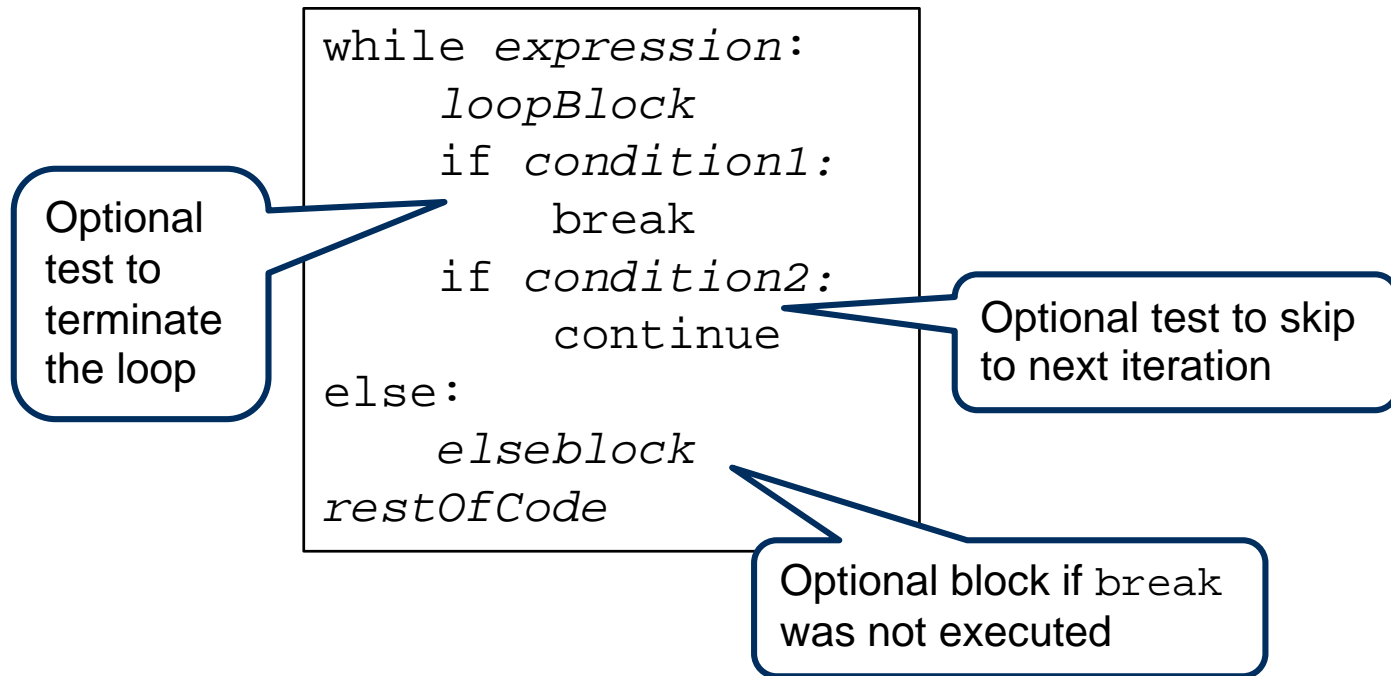 while expression:
loopBlock
if condition1:
break
if condition2:
continue
else:
elseblock
restOfCode
Optional
test to
terminate
the loop
Optional test to skip
to next iteration
Optional block if break
was not executed